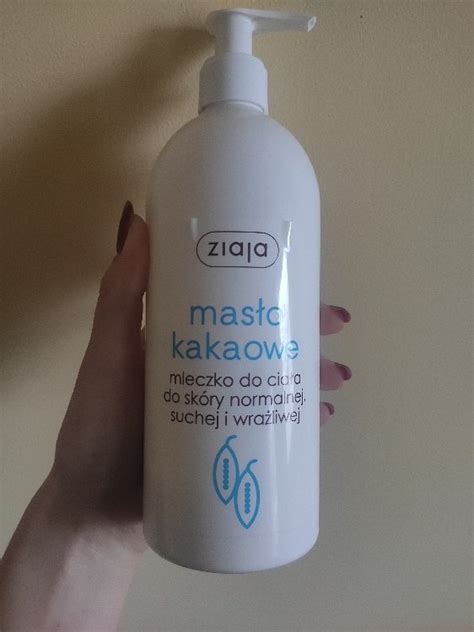 ziaja
masło
kakaowe
mleczko do ciała
do skóry normalnej,
suchej i wrażliwej